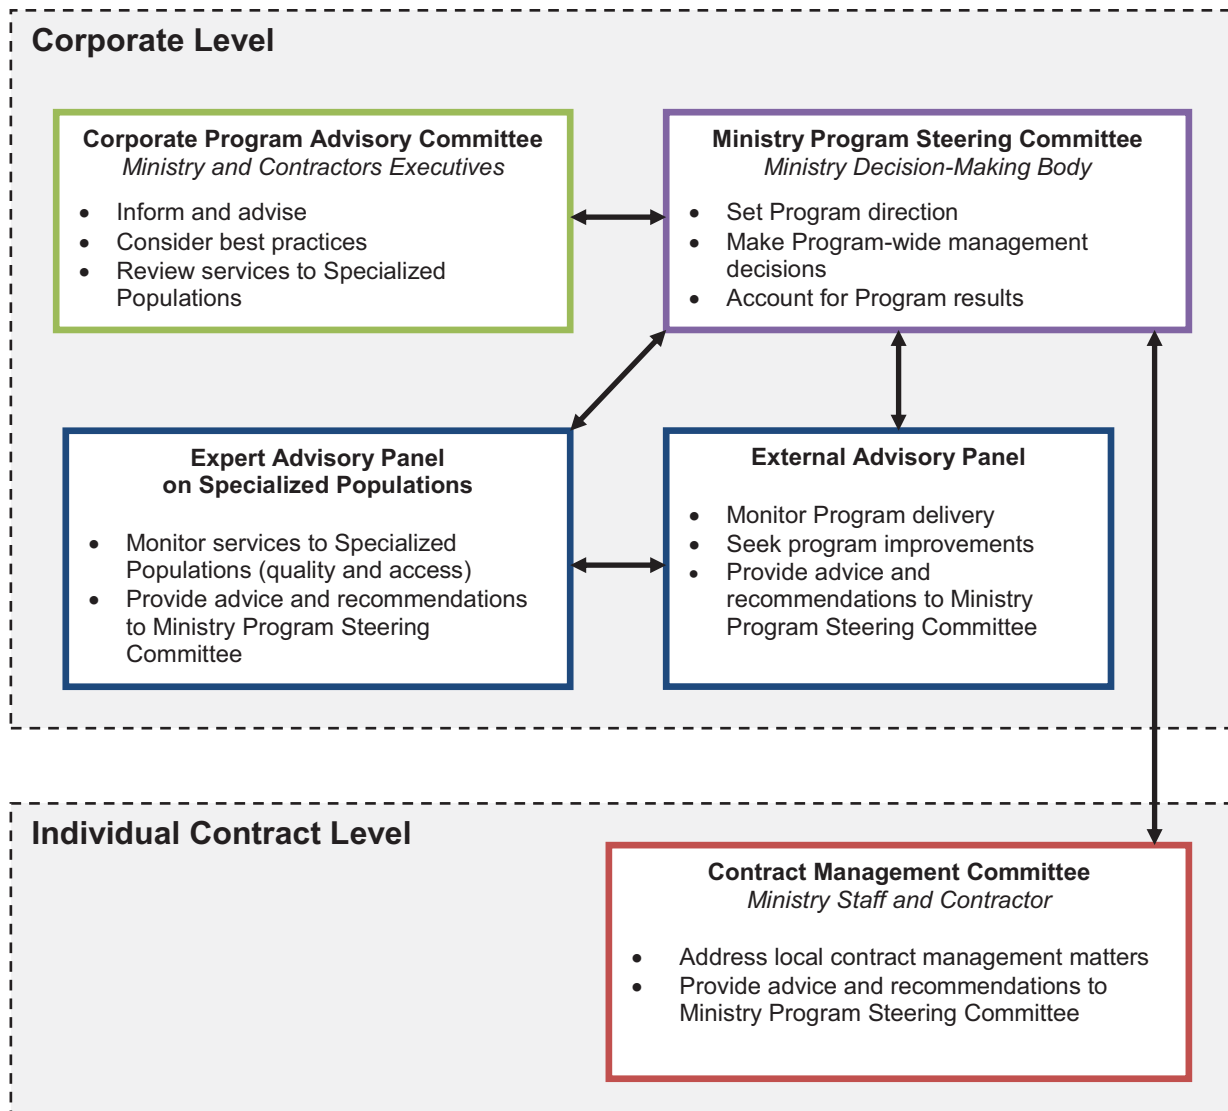 Corporate Level
Corporate Program Advisory Committee
Ministry and Contractors Executives
• Inform and advise
• Consider best practices
• Review services to Specialized
Populations
Ministry Program Steering Committee
Ministry Decision-Making Body
• Set Program direction
• Make Program-wide management
decisions
• Account for Program results
Expert Advisory Panel
on Specialized Populations
• Monitor services to Specialized
Populations (quality and access)
• Provide advice and recommendations
to Ministry Program Steering
Committee
External Advisory Panel
• Monitor Program delivery
• Seek program improvements
• Provide advice and
recommendations to Ministry
Program Steering Committee
Individual Contract Level
Contract Management Committee
Ministry Staff and Contractor
• Address local contract management matters
• Provide advice and recommendations to
Ministry Program Steering Committee